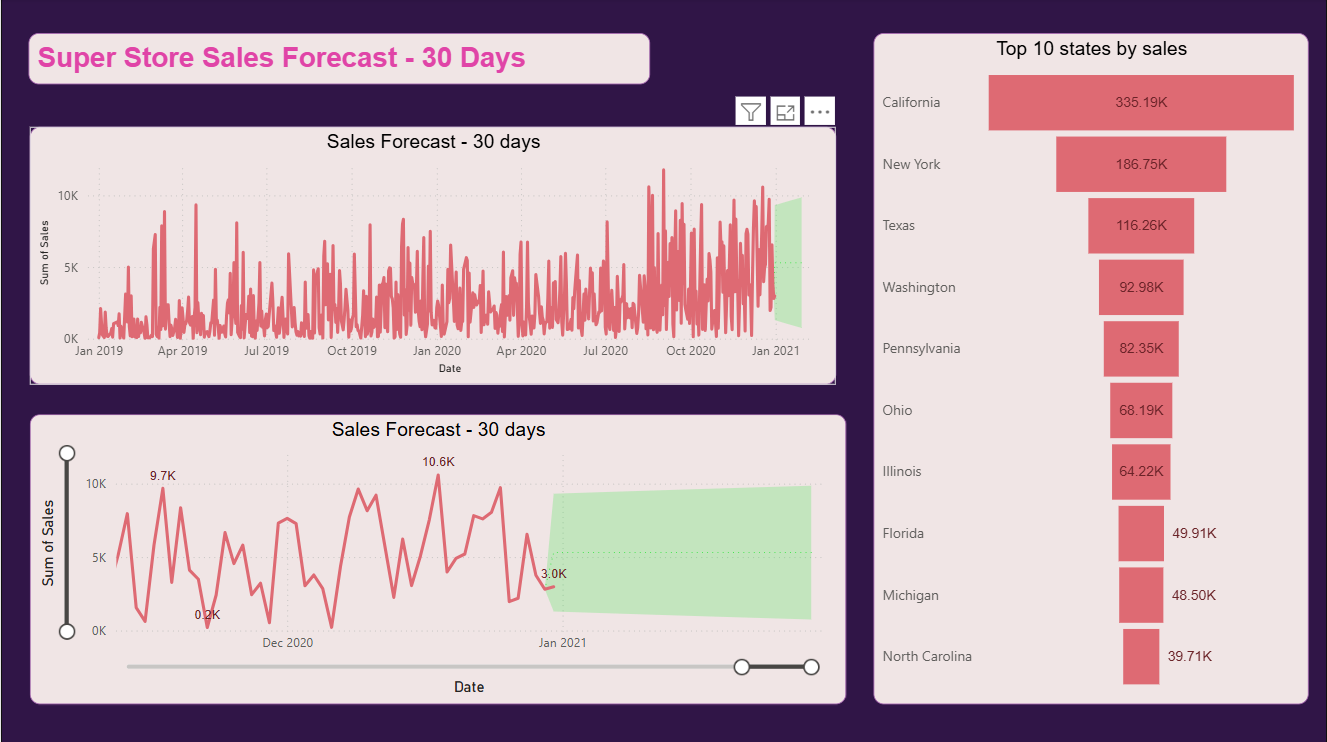 Super Store Sales Forecast - 30 Days
Sales Forecast - 30 days
Sum of Sales
10K
5K
0K
Jan 2019 Apr 2019 Jul 2019 Oct 2019 Jan 2020 Apr 2020 Jul 2020 Oct 2020 Jan 2021
Date
Sales Forecast - 30 days
Sum of Sales
10K
5K
0K
9.7K
10.6K
3.0K
0.2K
Dec 2020 Jan 2021
Date
Top 10 states by sales
California 335.19K
New York 186.75K
Texas 116.26K
Washington 92.98K
Pennsylvania 82.35K
Ohio 68.19K
Illinois 64.22K
Florida 49.91K
Michigan 48.50K
North Carolina 39.71K